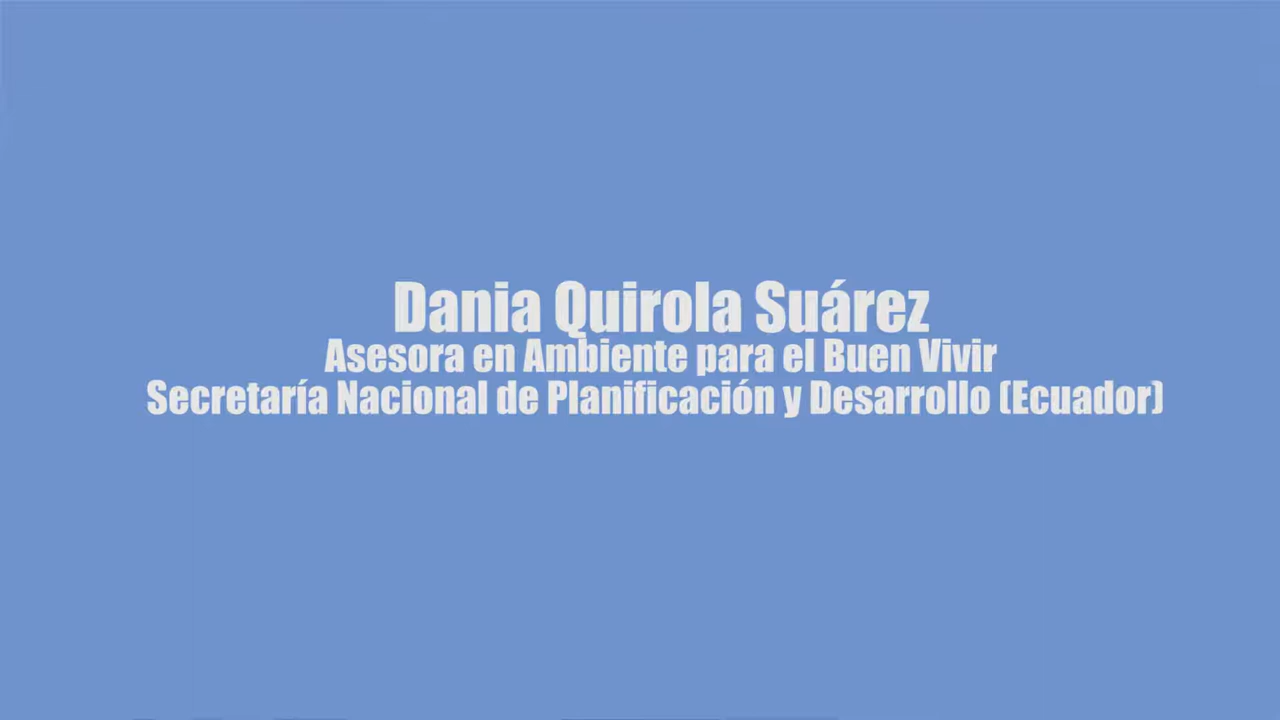 Dania Quirola Suárez
Asesora en Ambiente para el Buen Vivir
Secretaría Nacional de Planificación y Desarrollo (Ecuador)